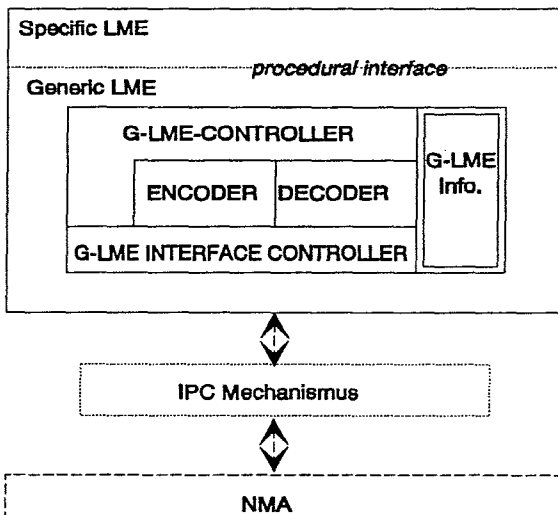 Specific LME
procedural interface
Generic LME
G-LME-CONTROLLER
G-LME
Info.
ENCODER
DECODER
G-LME INTERFACE CONTROLLER
IPC Mechanismus
NMA